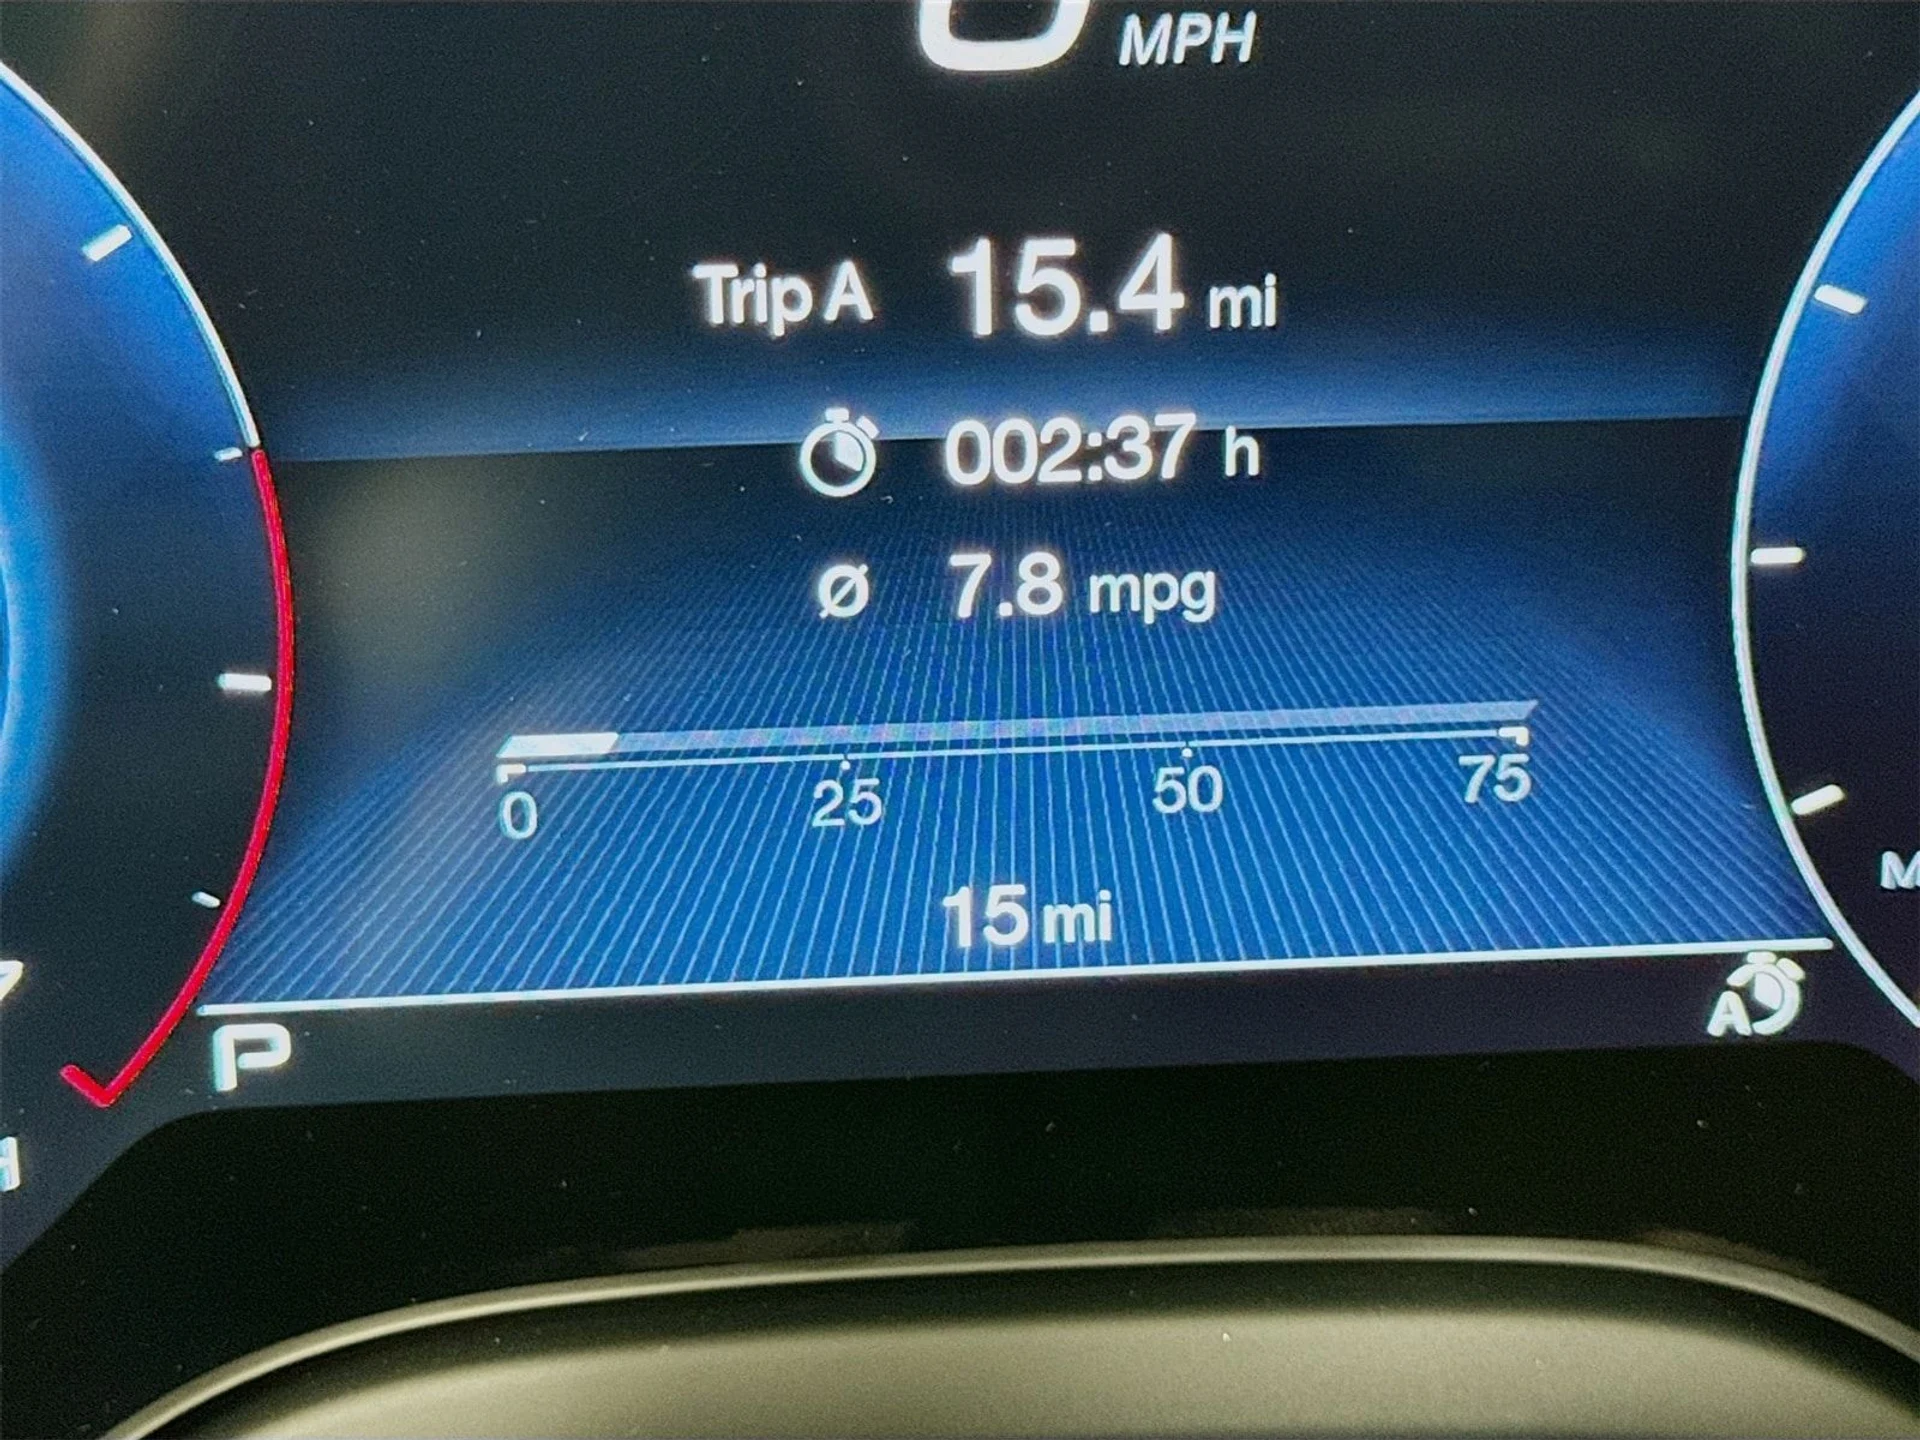 MPH
Trip A 15.4 mi
002:37 h
ø 7.8 mpg
0 25 50 75
15 mi
P
A